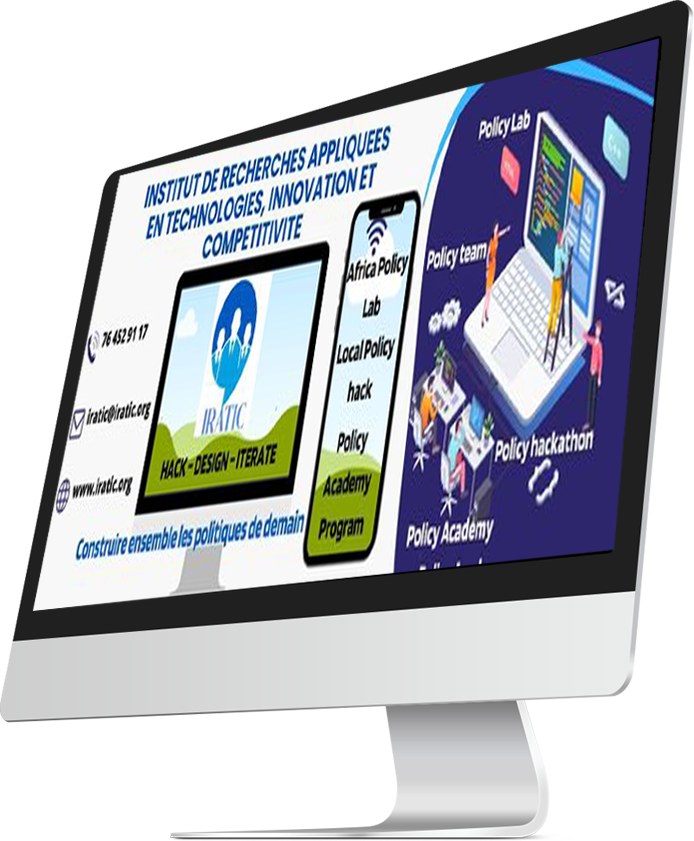 INSTITUT DE RECHERCHES APPLIQUEES
EN TECHNOLOGIES, INNOVATION ET
COMPETITIVITE
76 452 91 17
iratic@iratic.org
www.iratic.org
IRATIC
HACK - DESIGN - ITERATE
Construire ensemble les politiques de demain
Africa Policy
Lab
Local Policy
hack
Policy
Academy
Program
Policy Lab
C++
Policy team
Policy hackathon
Policy Academy